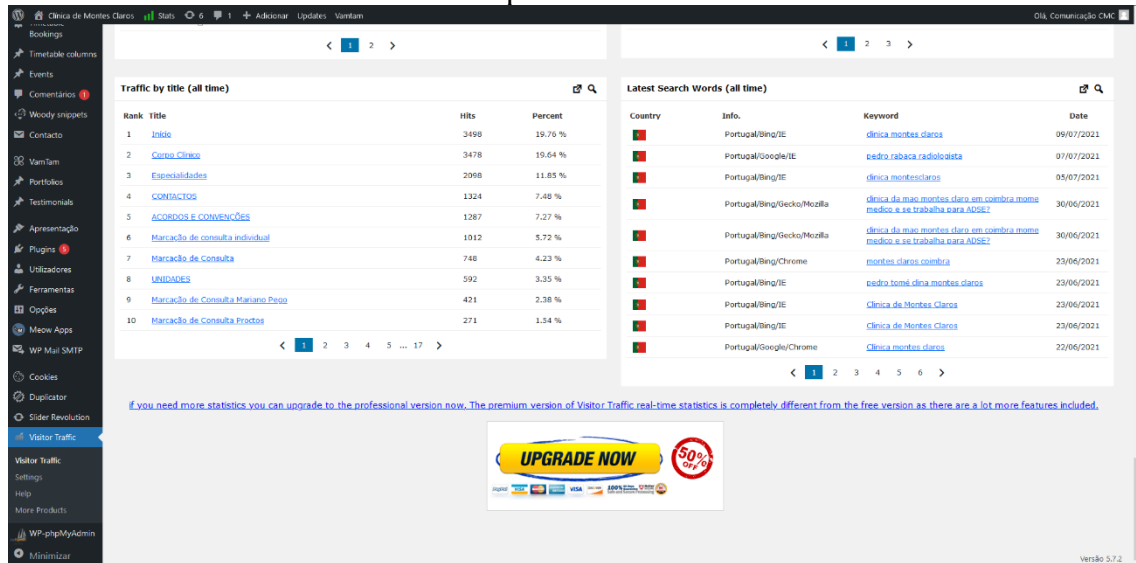 Clínica de Montes Claros Stats 6 1 Adicionar Updates Vamtam Olá, Comunicação CMC
Timetable
Bookings
Timetable columns
Events
Comentários 1
Woody snippets
Contacto
VamTam
Portfolios
Testimonials
Apresentação
Plugins 5
Utilizadores
Ferramentas
Opções
Meow Apps
WP Mail SMTP
Cookies
Duplicator
Slider Revolution
Visitor Traffic
Visitor Traffic
Settings
Help
More Products
WP-phpMyAdmin
Minimizar
1 2
1 2 3
Traffic by title (all time)
Rank Title Hits Percent
1 Início 3498 19.76 %
2 Corpo Clínico 3478 19.64 %
3 Especialidades 2098 11.85 %
4 CONTACTOS 1324 7.48 %
5 ACORDOS E CONVENÇÕES 1287 7.27 %
6 Marcação de consulta individual 1012 5.72 %
7 Marcação de Consulta 748 4.23 %
8 UNIDADES 592 3.35 %
9 Marcação de Consulta Mariano Pego 421 2.38 %
10 Marcação de Consulta Proctos 271 1.54 %
1 2 3 4 5 ... 17
Latest Search Words (all time)
Country Info. Keyword Date
Portugal/Bing/IE clinica montes claros 09/07/2021
Portugal/Google/IE pedro rabaca radiologista 07/07/2021
Portugal/Bing/IE clinica montesclaros 05/07/2021
Portugal/Bing/Gecko/Mozilla clinica da mao montes claro em coimbra mome 30/06/2021
medico e se trabalha para ADSE?
Portugal/Bing/Gecko/Mozilla clinica da mao montes claro em coimbra mome 30/06/2021
medico e se trabalha para ADSE?
Portugal/Bing/Chrome montes claros coimbra 23/06/2021
Portugal/Bing/IE pedro tomé clina montes claros 23/06/2021
Portugal/Bing/IE Clinica de Montes Claros 23/06/2021
Portugal/Bing/IE Clinica de Montes Claros 23/06/2021
Portugal/Google/Chrome Clinica montes claros 22/06/2021
1 2 3 4 5 6
if you need more statistics you can upgrade to the professional version now. The premium version of Visitor Traffic real-time statistics is completely different from the free version as there are a lot more features included.
UPGRADE NOW
50%
OFF
PayPal VISA VISA 100%
Versão 5.7.2